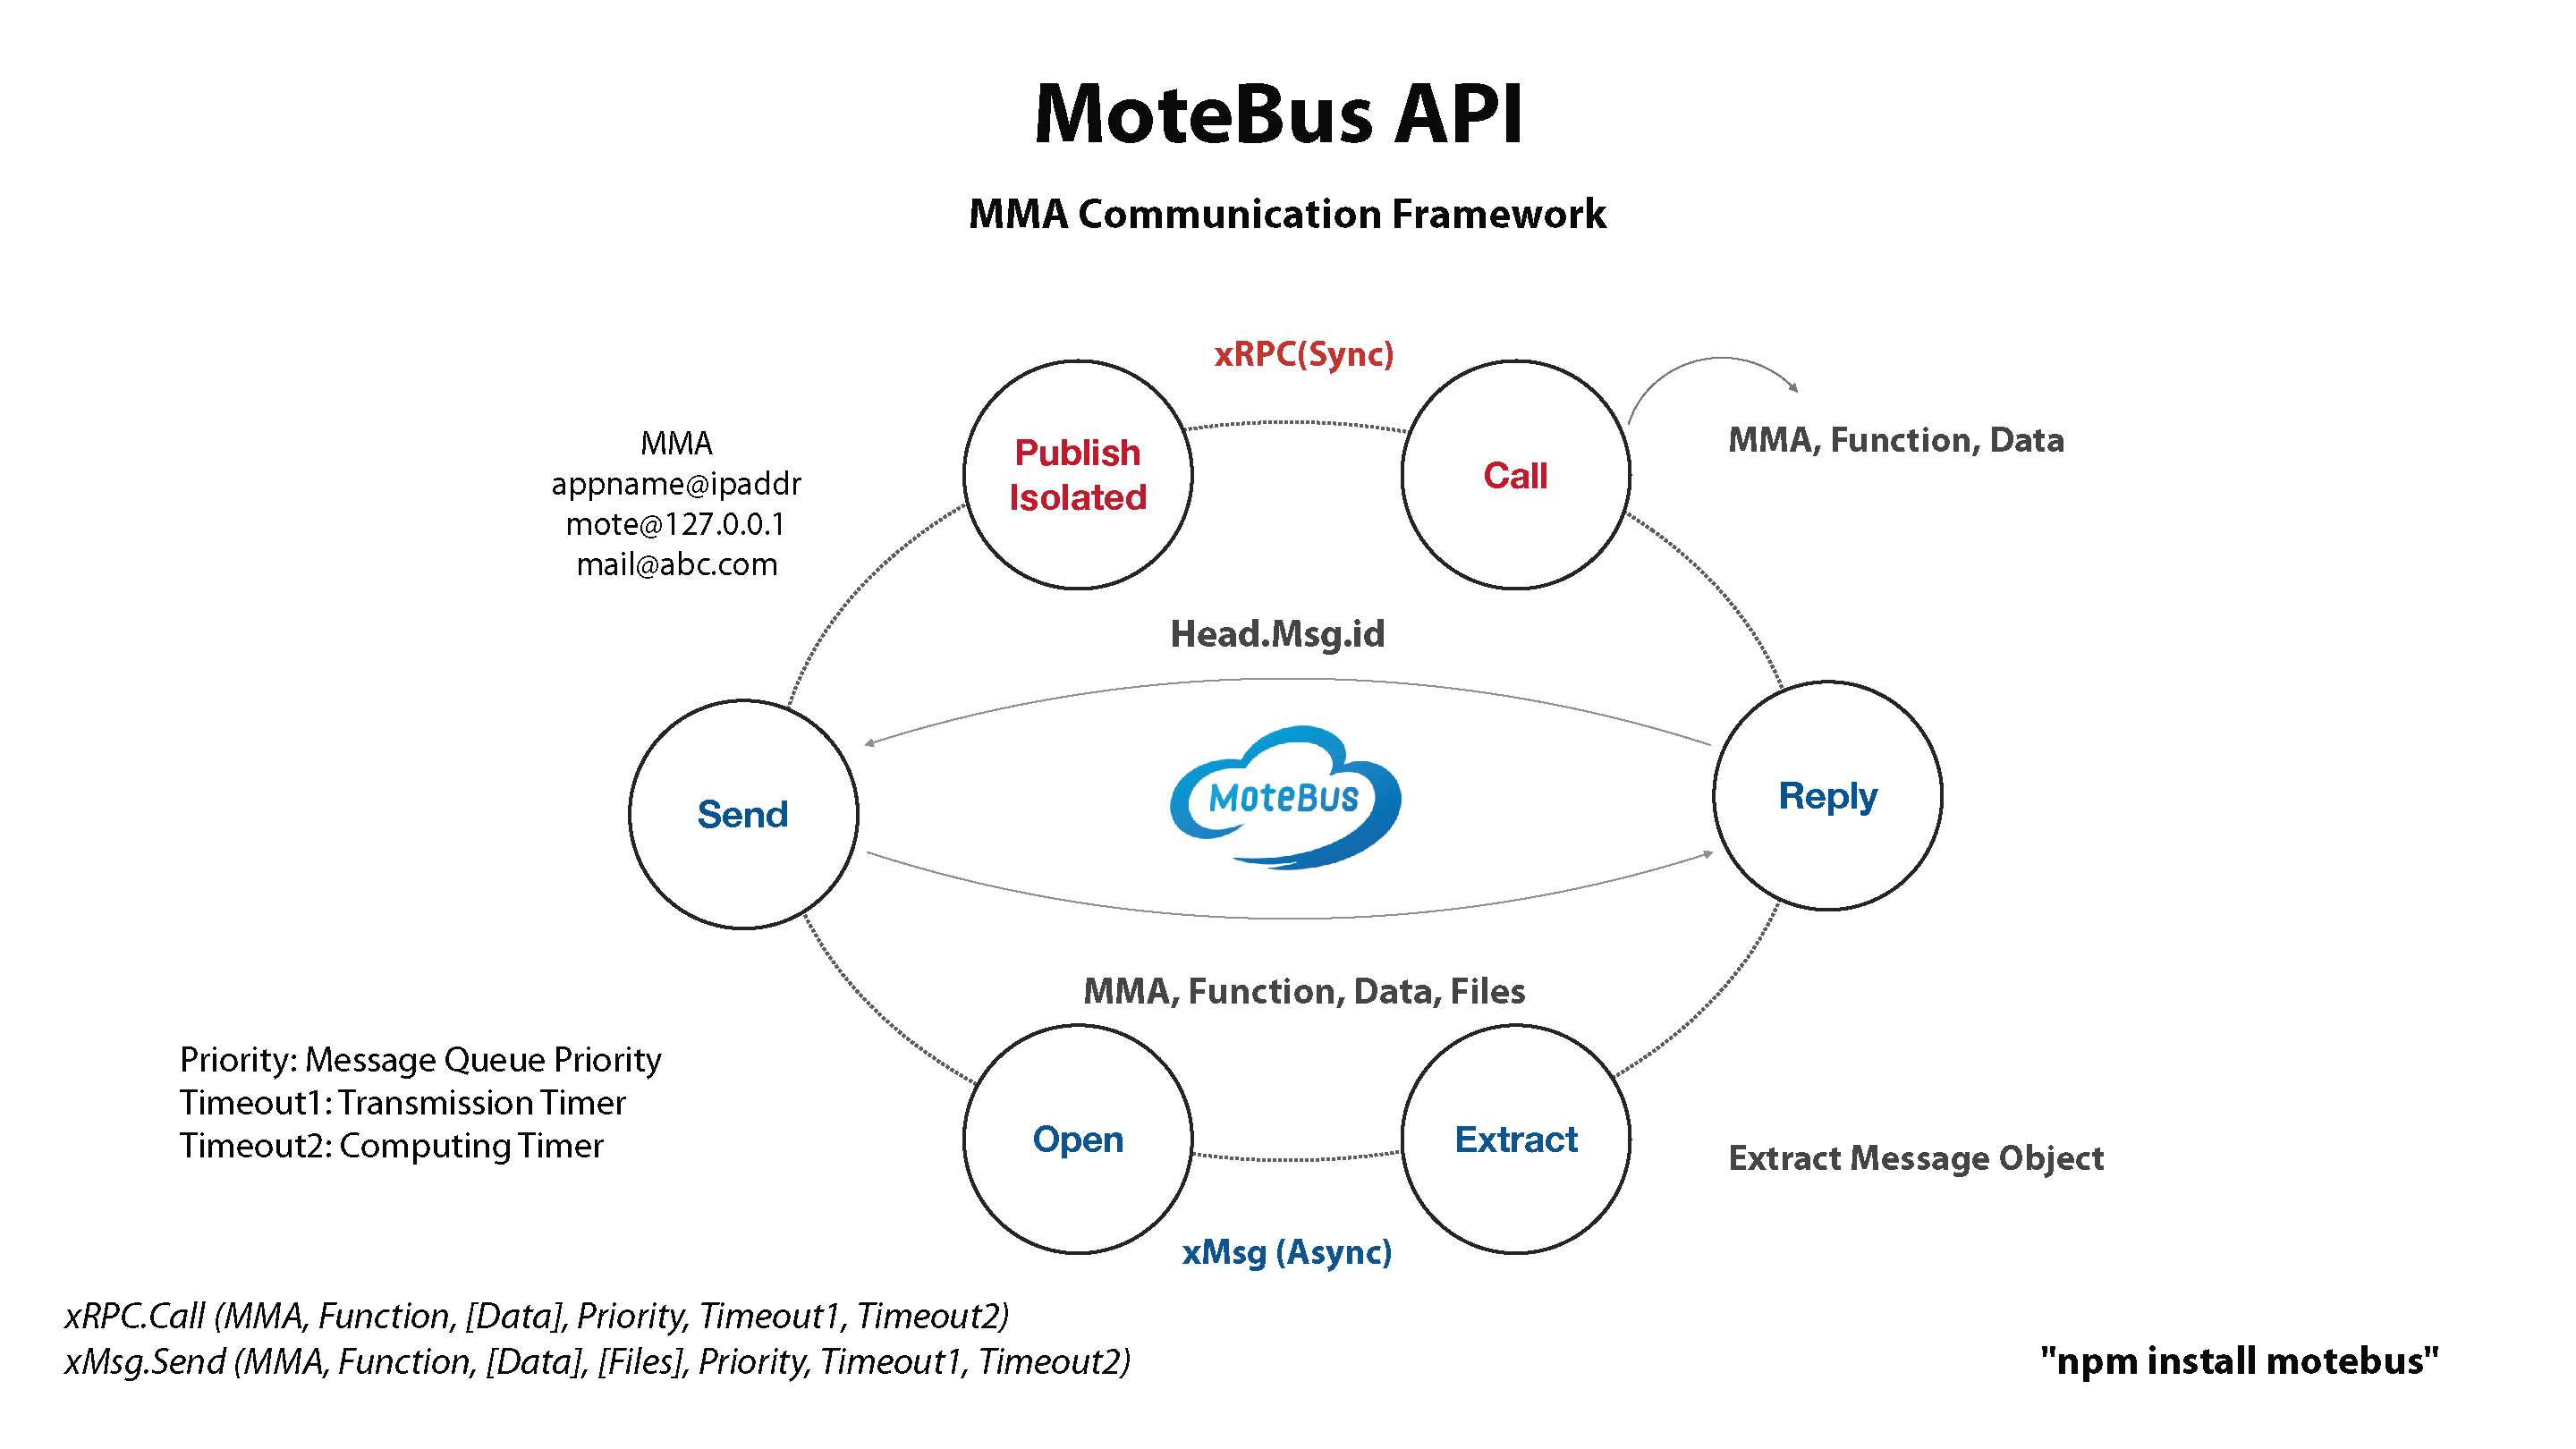 MoteBus API
MMA Communication Framework
xRPC(Sync)
MMA
appname@ipaddr
mote@127.0.0.1
mail@abc.com
Publish
Isolated
Call
MMA, Function, Data
Head.Msg.id
Send
MoteBus
Reply
MMA, Function, Data, Files
Priority: Message Queue Priority
Timeout1: Transmission Timer
Timeout2: Computing Timer
Open
Extract
Extract Message Object
xMsg (Async)
xRPC.Call (MMA, Function, [Data], Priority, Timeout1, Timeout2)
xMsg.Send (MMA, Function, [Data], [Files], Priority, Timeout1, Timeout2)
"npm install motebus"